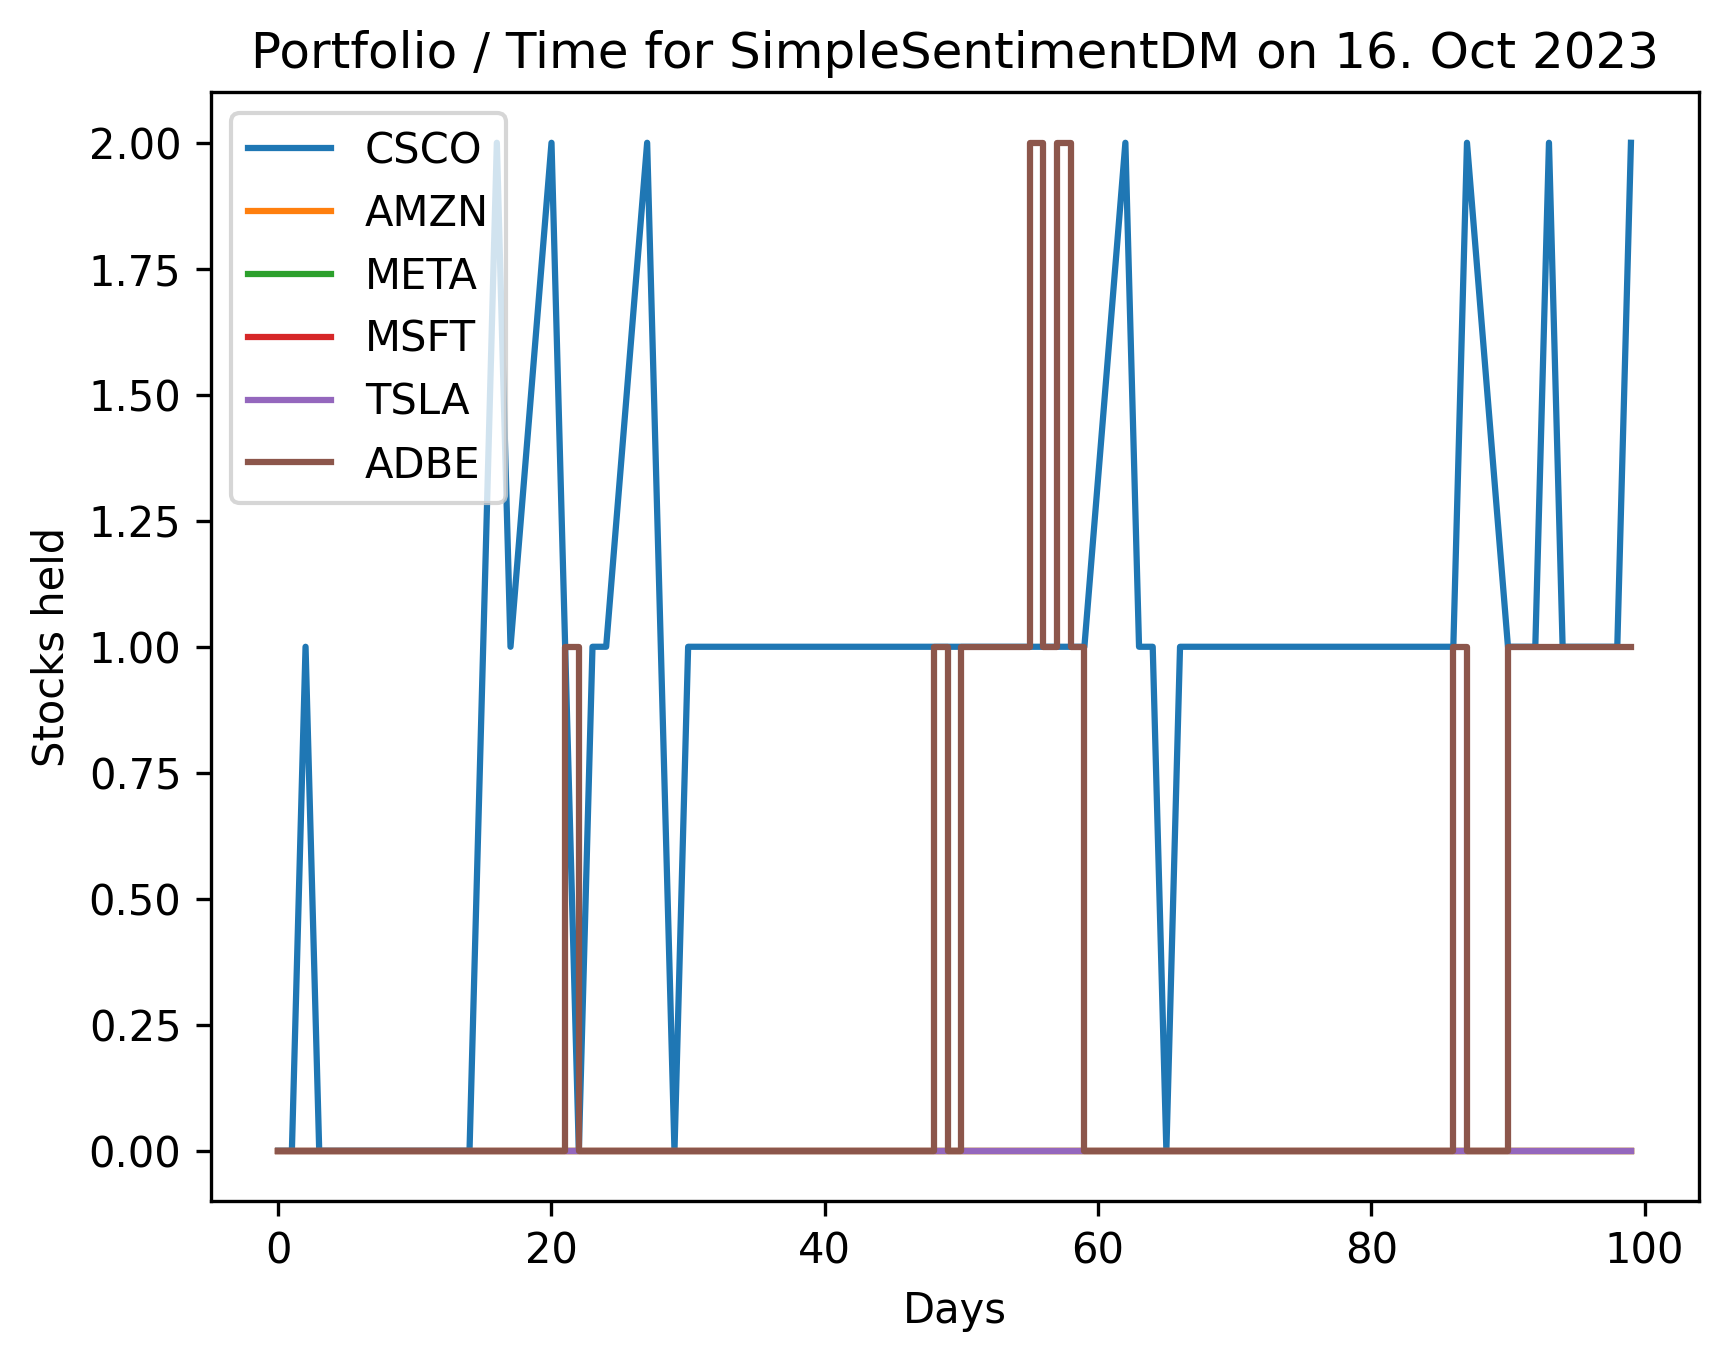 Portfolio / Time for SimpleSentimentDM on 16. Oct 2023
CSCO
AMZN
META
MSFT
TSLA
ADBE
Stocks held
2.00
1.75
1.50
1.25
1.00
0.75
0.50
0.25
0.00
0 20 40 60 80 100
Days